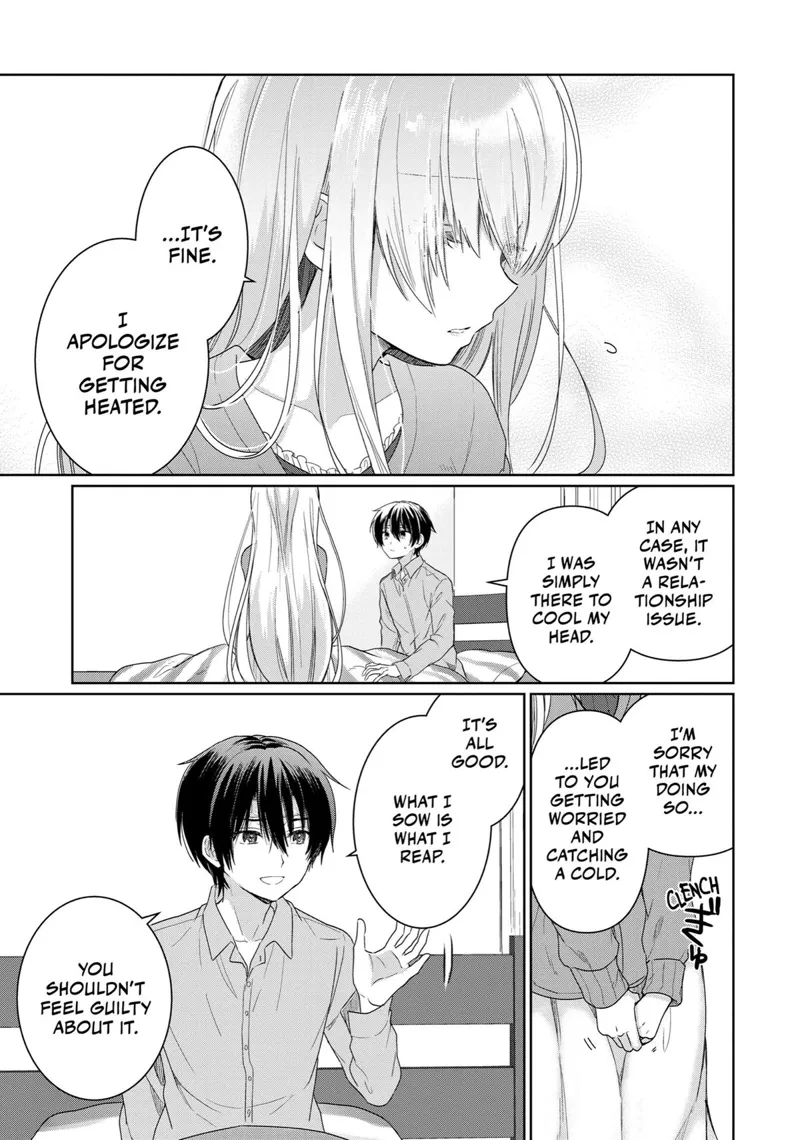 ...IT'S
FINE.
I
APOLOGIZE
FOR
GETTING
HEATED.
IN ANY
CASE, IT
WASN'T
A RELA-
TIONSHIP
ISSUE.
I WAS
SIMPLY
THERE TO
COOL MY
HEAD.
I'M
SORRY
THAT MY
DOING
SO...
...LED
TO YOU
GETTING
WORRIED
AND
CATCHING
A COLD.
CLENCH
ギュ
IT'S
ALL
GOOD.
WHAT I
SOW IS
WHAT I
REAP.
YOU
SHOULDN'T
FEEL GUILTY
ABOUT IT.